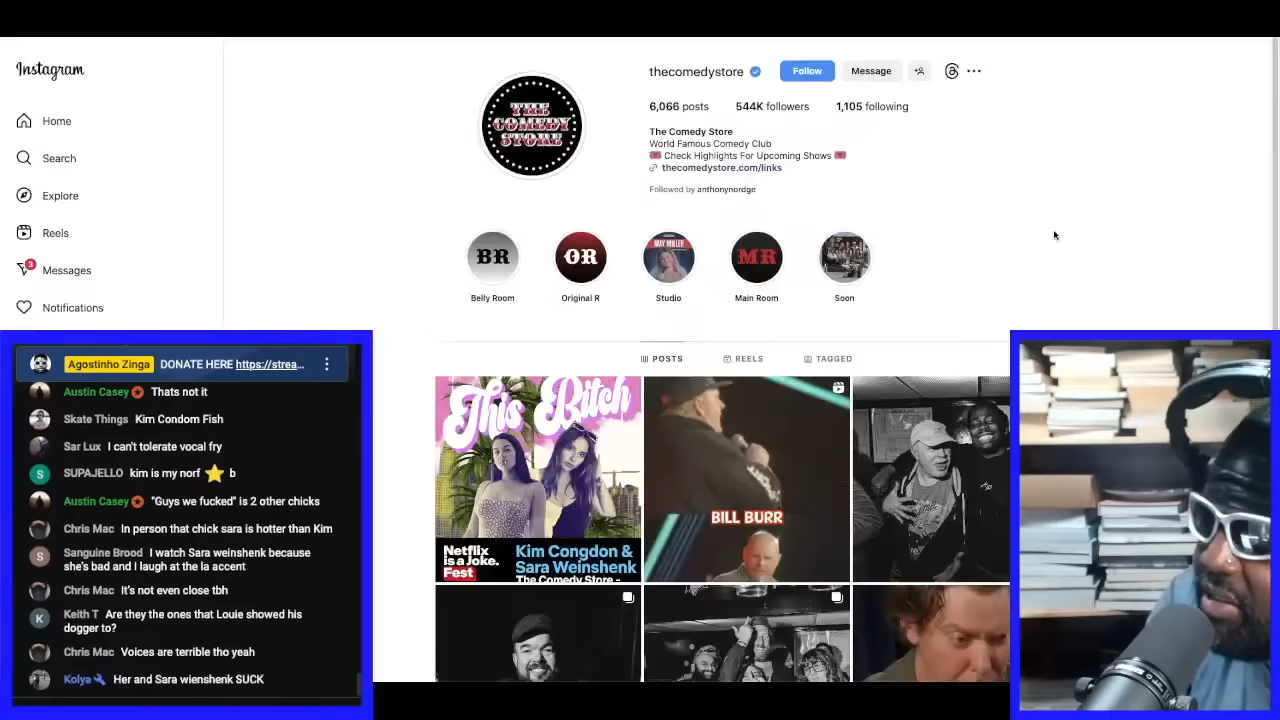 Instagram
Home
Search
Explore
Reels
3
Messages
Notifications
THE
COMEDY
STORE
thecomedystore
Follow
Message
6,066 posts
544K followers
1,105 following
The Comedy Store
World Famous Comedy Club
🎟️ Check Highlights For Upcoming Shows 🎟️
thecomedystore.com/links
Followed by anthonynordge
BR
OR
MR
Belly Room
Original R
Studio
Main Room
Soon
POSTS
REELS
TAGGED
This Bitch
Netflix
is a Joke.
Fest
Kim Congdon &
Sara Weinshenk
The Comedy Store -
BILL BURR
Agostinho Zinga DONATE HERE https://strea...
Austin Casey Thats not it
Skate Things Kim Condom Fish
Sar Lux I can't tolerate vocal fry
S SUPAJELLO kim is my norf ⭐ b
Austin Casey "Guys we fucked" is 2 other chicks
Chris Mac In person that chick sara is hotter than Kim
S Sanguine Brood I watch Sara weinshenk because
she's bad and I laugh at the la accent
Chris Mac It's not even close tbh
K Keith T Are they the ones that Louie showed his
dogger to?
Chris Mac Voices are terrible tho yeah
Kolya Her and Sara wienshenk SUCK